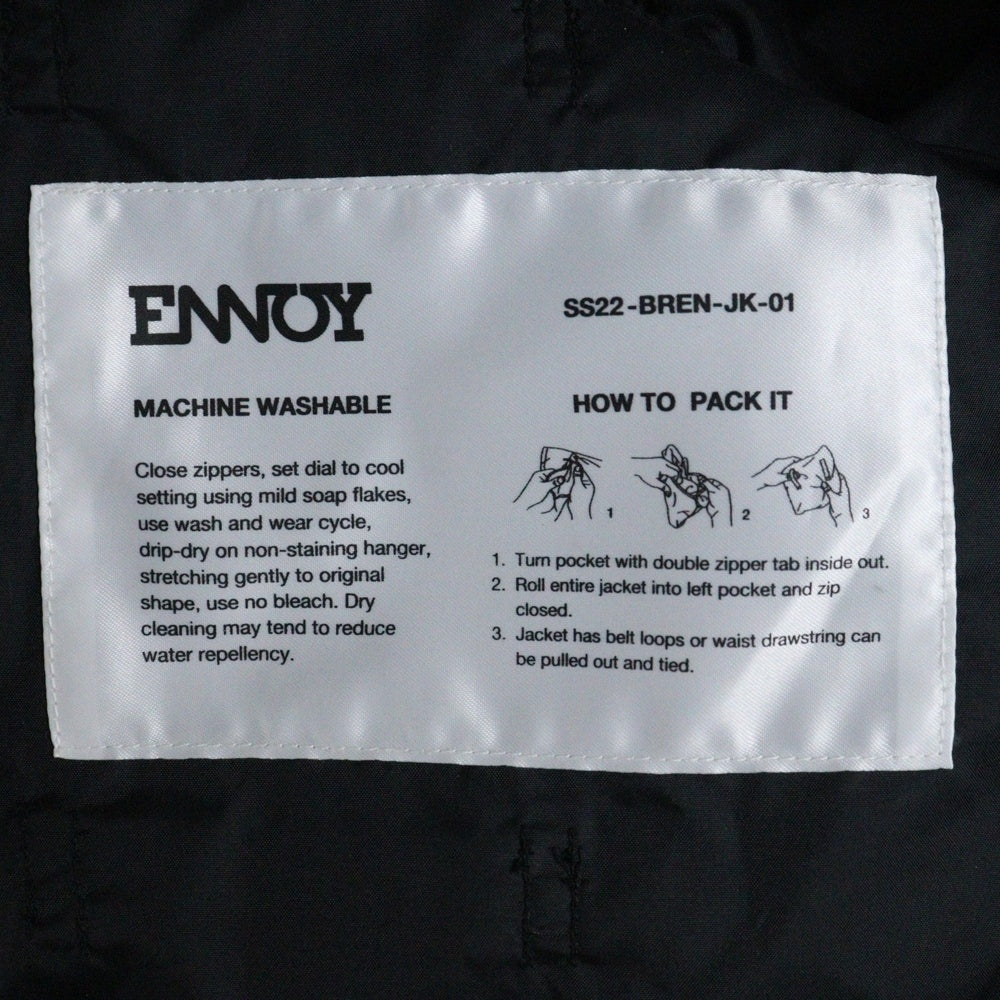 ENNOY
MACHINE WASHABLE
Close zippers, set dial to cool
setting using mild soap flakes,
use wash and wear cycle,
drip-dry on non-staining hanger,
stretching gently to original
shape, use no bleach. Dry
cleaning may tend to reduce
water repellency.
SS22-BREN-JK-01
HOW TO PACK IT
1 2 3
1. Turn pocket with double zipper tab inside out.
2. Roll entire jacket into left pocket and zip
closed.
3. Jacket has belt loops or waist drawstring can
be pulled out and tied.